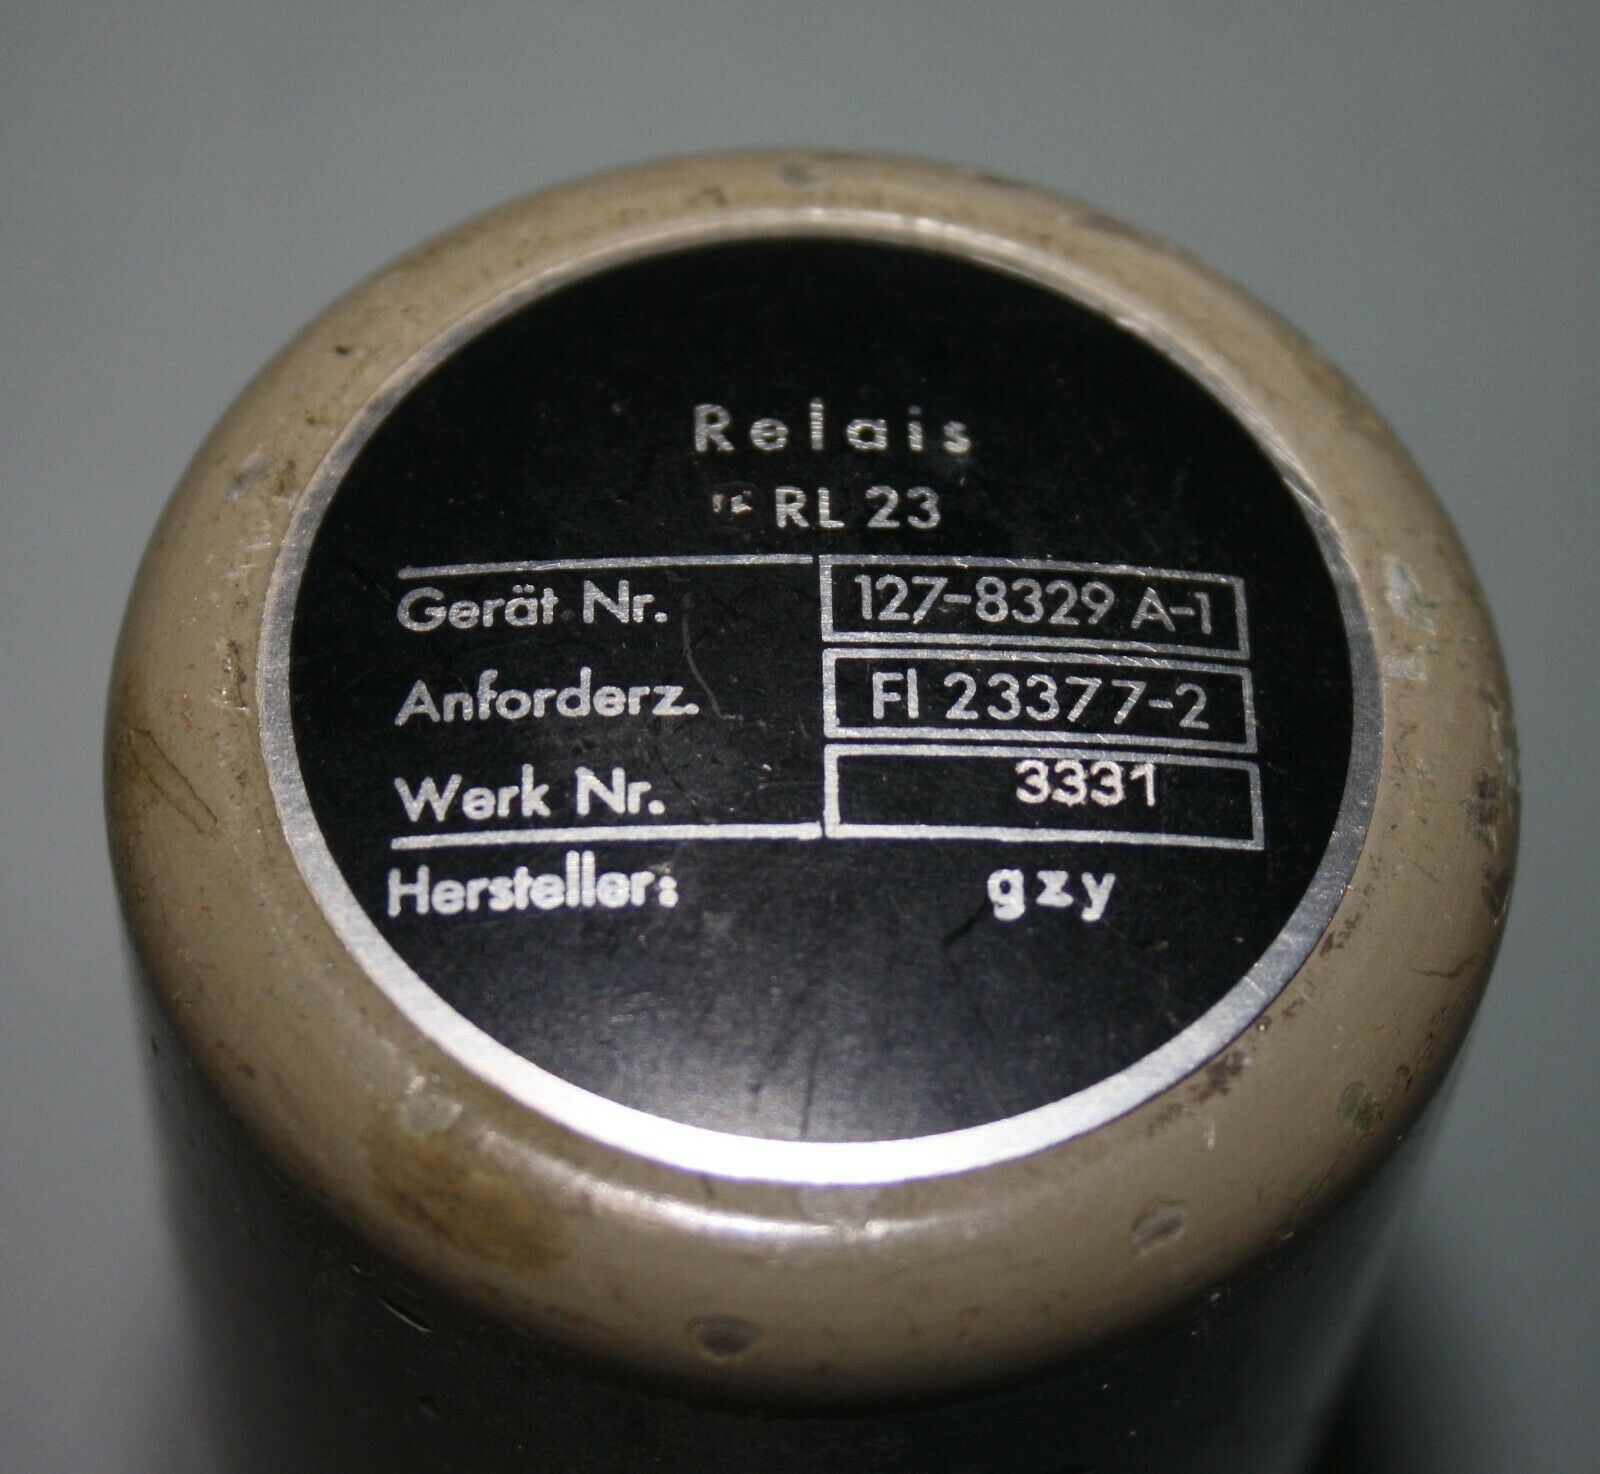 Relais
RL 23
Gerät Nr. 127-8329 A-1
Anforderz. Fl 23377-2
Werk Nr. 3331
Hersteller: gzy